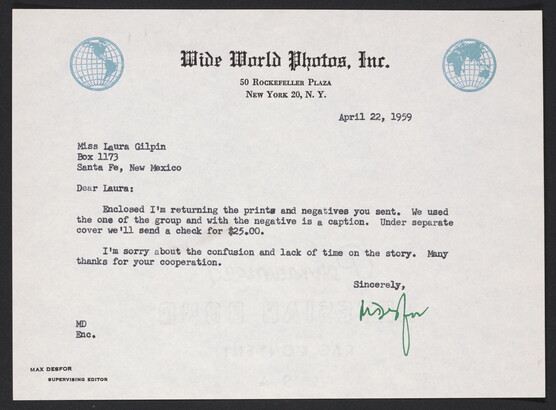 Wide World Photos, Inc.
50 Rockefeller Plaza
New York 20, N. Y.
April 22, 1959
Miss Laura Gilpin
Box 1173
Santa Fe, New Mexico
Dear Laura:
Enclosed I'm returning the prints and negatives you sent. We used
the one of the group and with the negative is a caption. Under separate
cover we'll send a check for $25.00.
I'm sorry about the confusion and lack of time on the story. Many
thanks for your cooperation.
Sincerely,
MDesfor
MD
Enc.
MAX DESFOR
SUPERVISING EDITOR